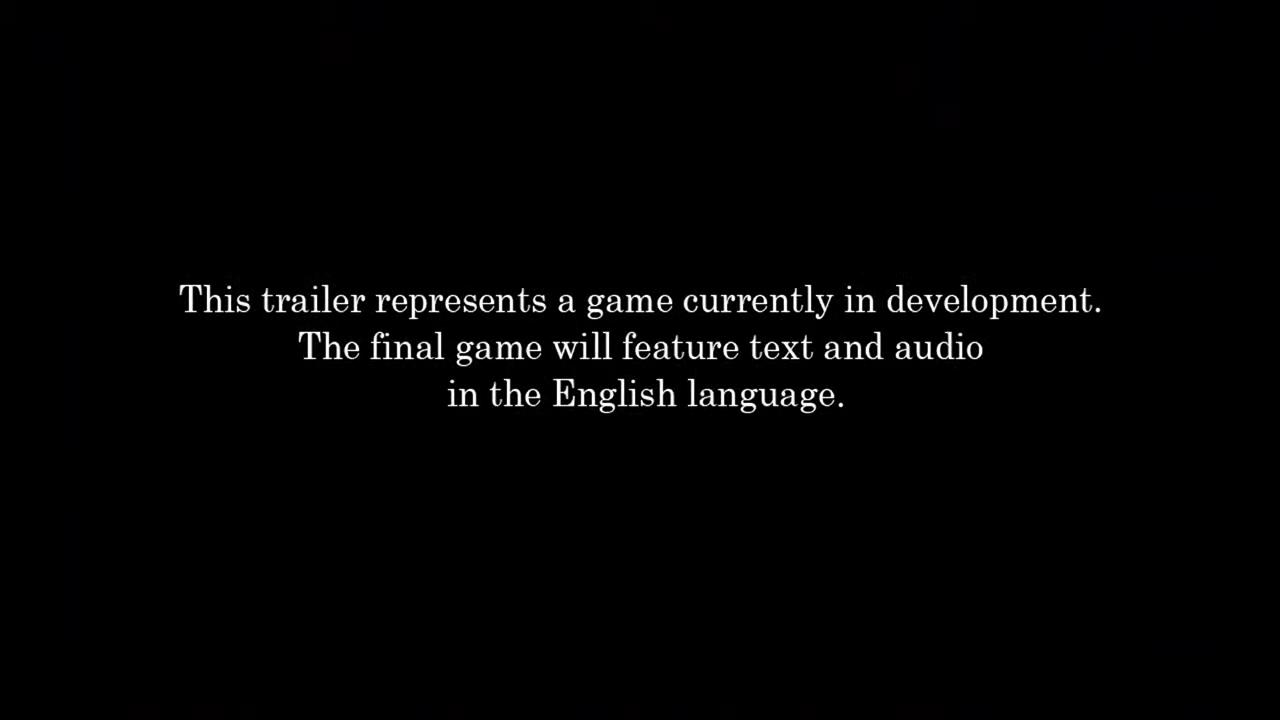 This trailer represents a game currently in development.
The final game will feature text and audio
in the English language.